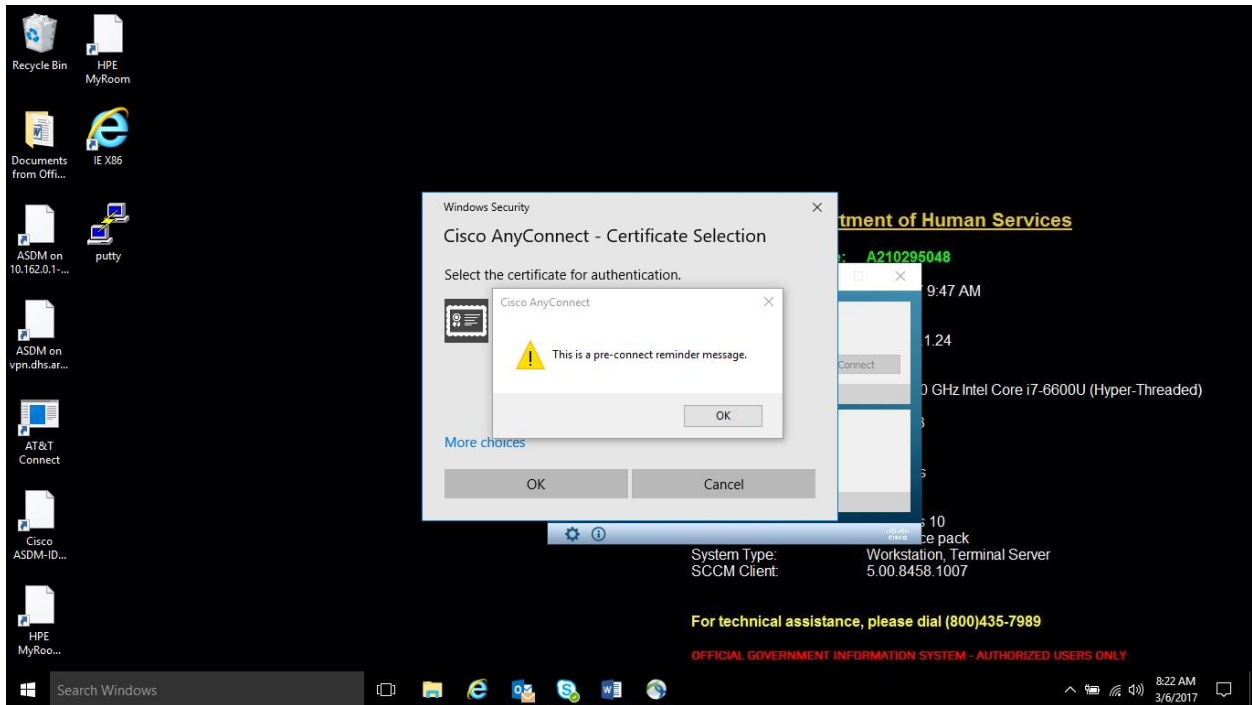 Recycle Bin
HPE
MyRoom
Documents
from Offi...
IE X86
ASDM on
10.162.0.1-...
putty
ASDM on
vpn.dhs.ar...
AT&T
Connect
Cisco
ASDM-ID...
HPE
MyRoo...
Windows Security
Cisco AnyConnect - Certificate Selection
Select the certificate for authentication.
Cisco AnyConnect
This is a pre-connect reminder message.
OK
More choices
OK
Cancel
Connect
cisco
tment of Human Services
: A210295048
9:47 AM
1.24
0 GHz Intel Core i7-6600U (Hyper-Threaded)
s 10
ce pack
System Type: Workstation, Terminal Server
SCCM Client: 5.00.8458.1007
For technical assistance, please dial (800)435-7989
OFFICIAL GOVERNMENT INFORMATION SYSTEM - AUTHORIZED USERS ONLY
Search Windows
8:22 AM
3/6/2017